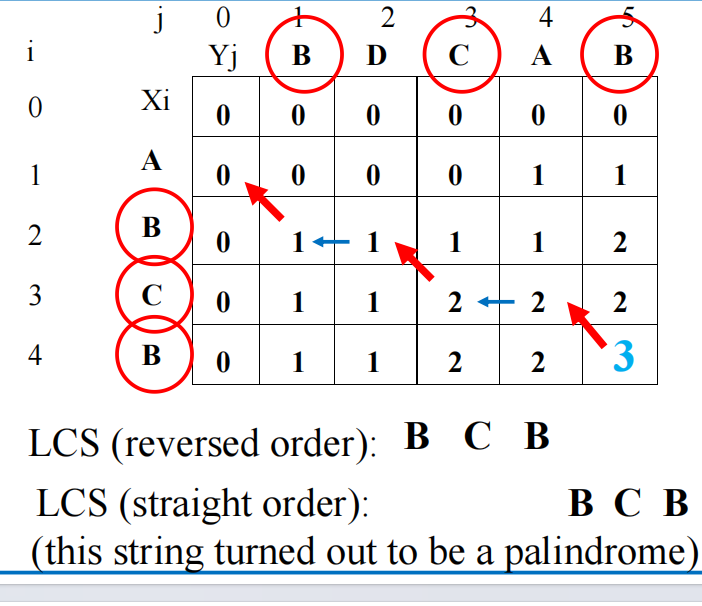 j 0 1 2 3 4 5
i Yj B D C A B
0 Xi 0 0 0 0 0 0
1 A 0 0 0 0 1 1
2 B 0 1 1 1 1 2
3 C 0 1 1 2 2 2
4 B 0 1 1 2 2 3
LCS (reversed order): B C B
LCS (straight order): B C B
(this string turned out to be a palindrome)